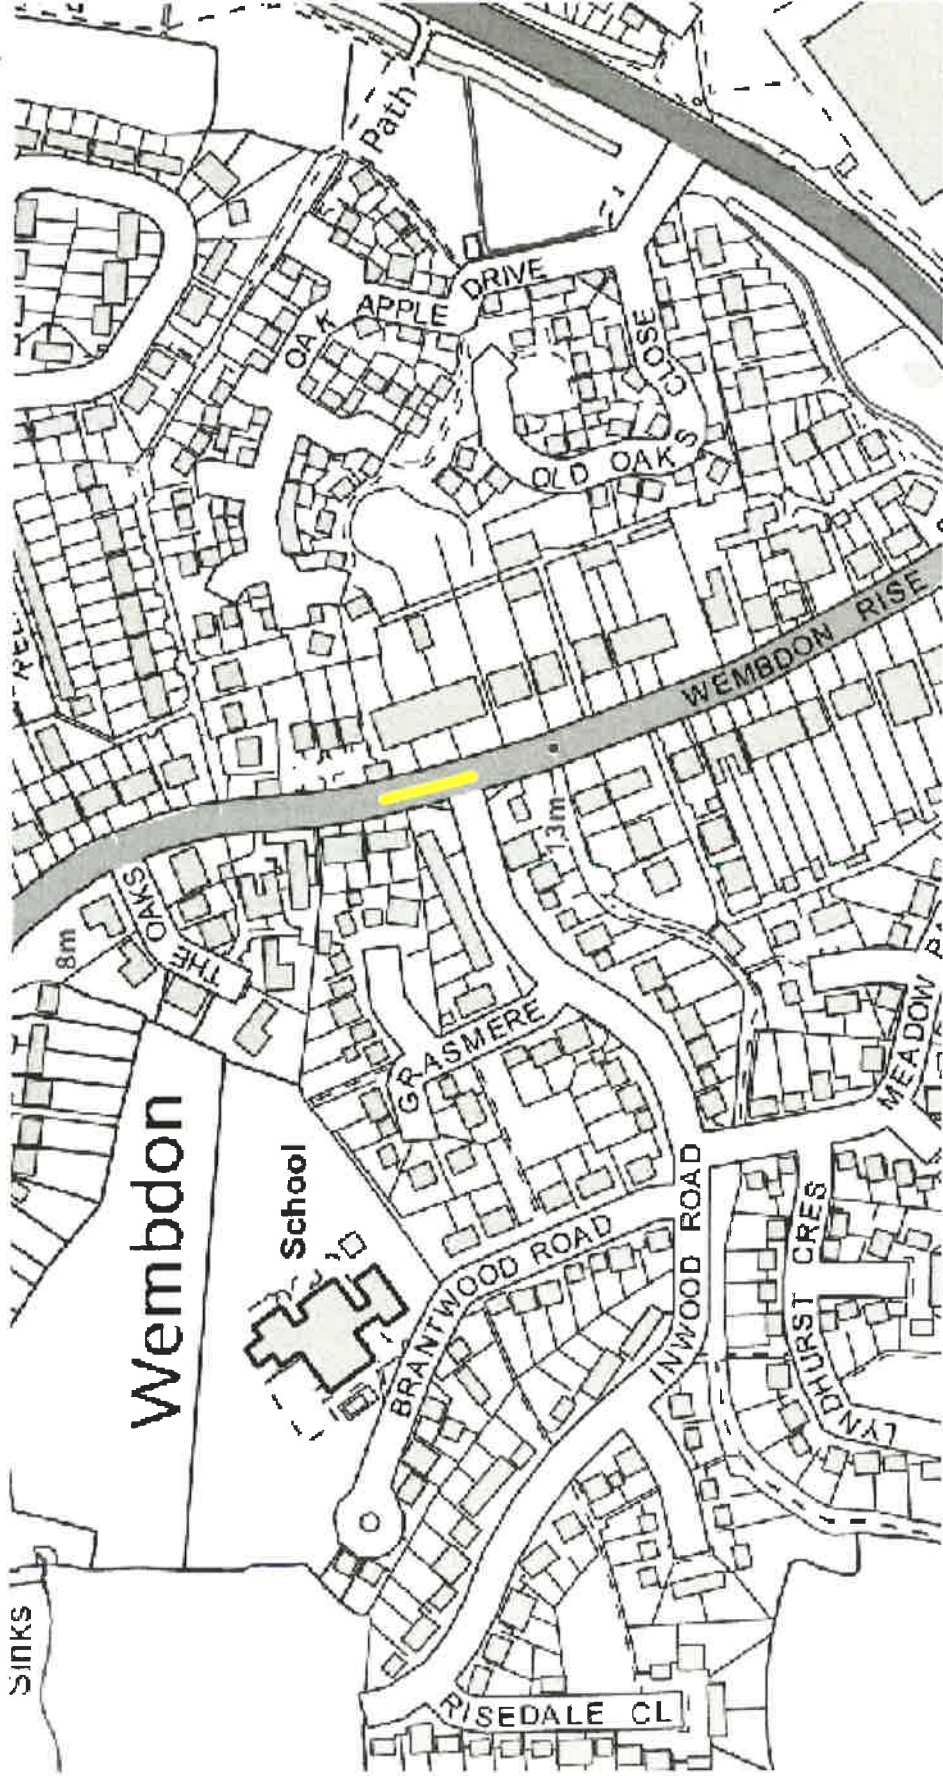 Path
OAK
APPLE
DRIVE
CLOSE
OLD OAKS
WEMBDON RISE
13m
THE OAKS
8m
GRASMERE
Wembdon
School
BRANTWOOD ROAD
INWOOD ROAD
MEADOW
LYNDHURST CRES
RISEDALE CL
Sinks